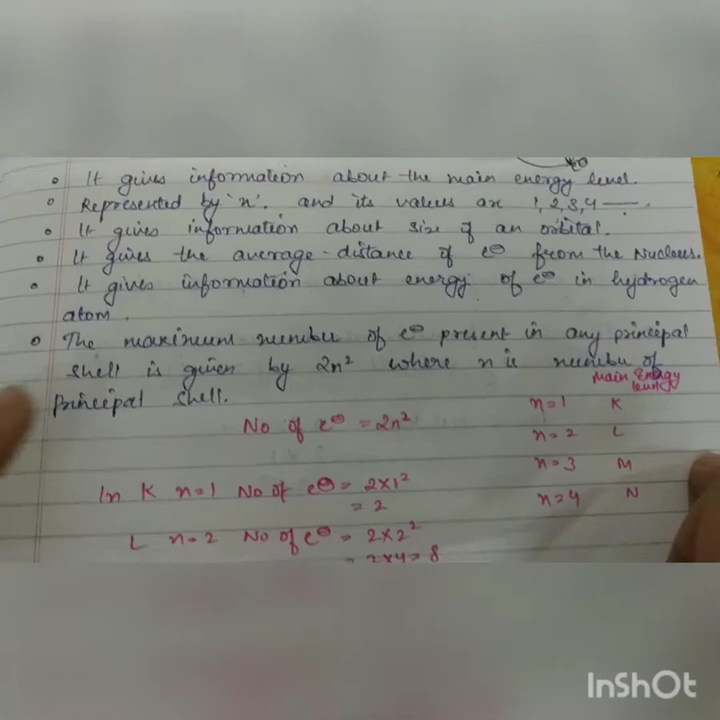 • It gives information about the main energy level.
• Represented by 'n'. and its values are 1, 2, 3, 4 —.
• It gives information about size of an orbital.
• It gives the average-distance of e⊖ from the Nucleus.
• It gives information about energy of e⊖ in hydrogen
atom.
• The maximum number of e⊖ present in any principal
shell is given by 2n² where n is number of
principal shell.
Main Energy
level
No of e⊖ = 2n²
n=1 K
n=2 L
n=3 M
n=4 N
In K n=1 No of e⊖ = 2×1²
= 2
L n=2 No of e⊖ = 2×2²
= 2×4=8
InShOt